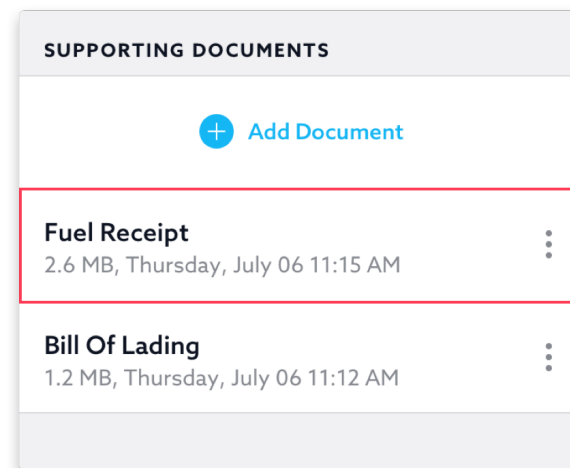 SUPPORTING DOCUMENTS
Add Document
Fuel Receipt
2.6 MB, Thursday, July 06 11:15 AM
Bill Of Lading
1.2 MB, Thursday, July 06 11:12 AM